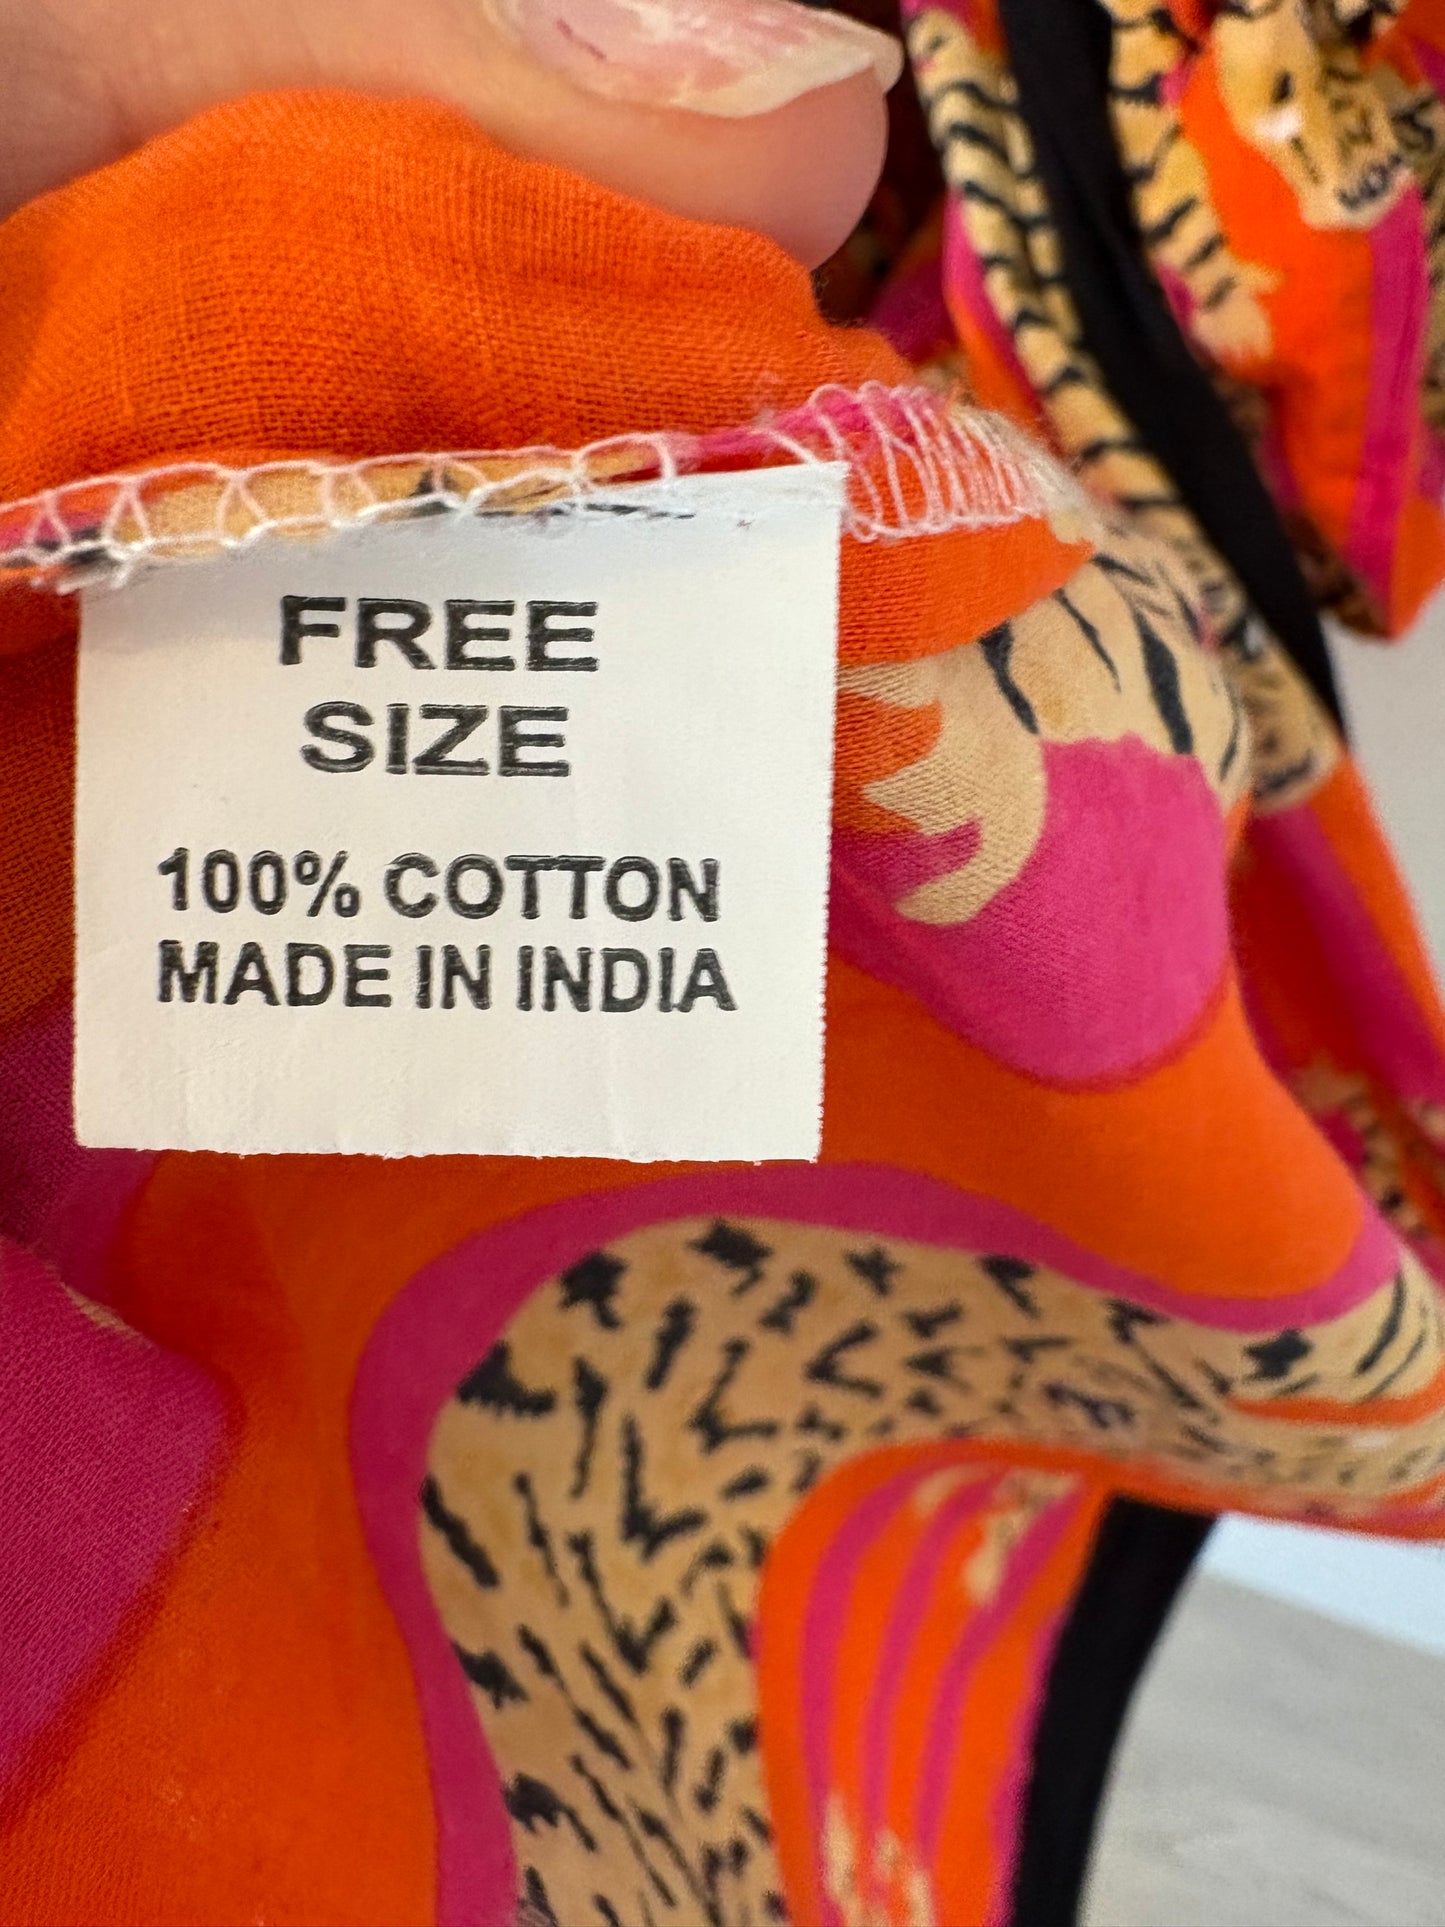 FREE
SIZE
100% COTTON
MADE IN INDIA